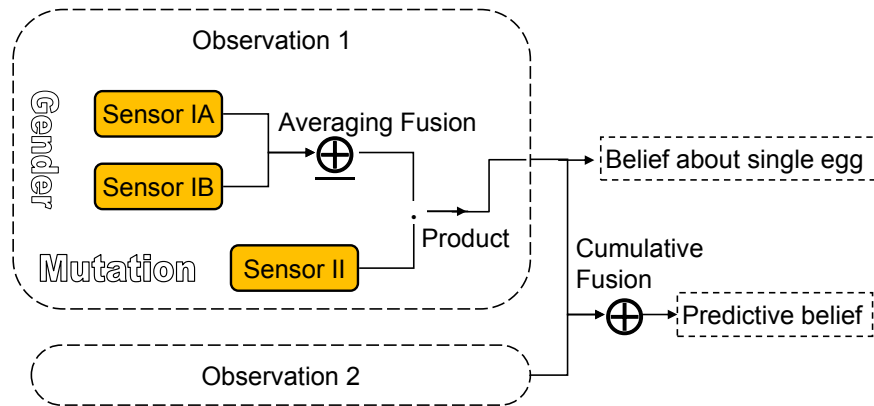 Observation 1
Gender
Sensor IA
Averaging Fusion
Sensor IB
Belief about single egg
Product
Mutation
Sensor II
Cumulative
Fusion
Predictive belief
Observation 2